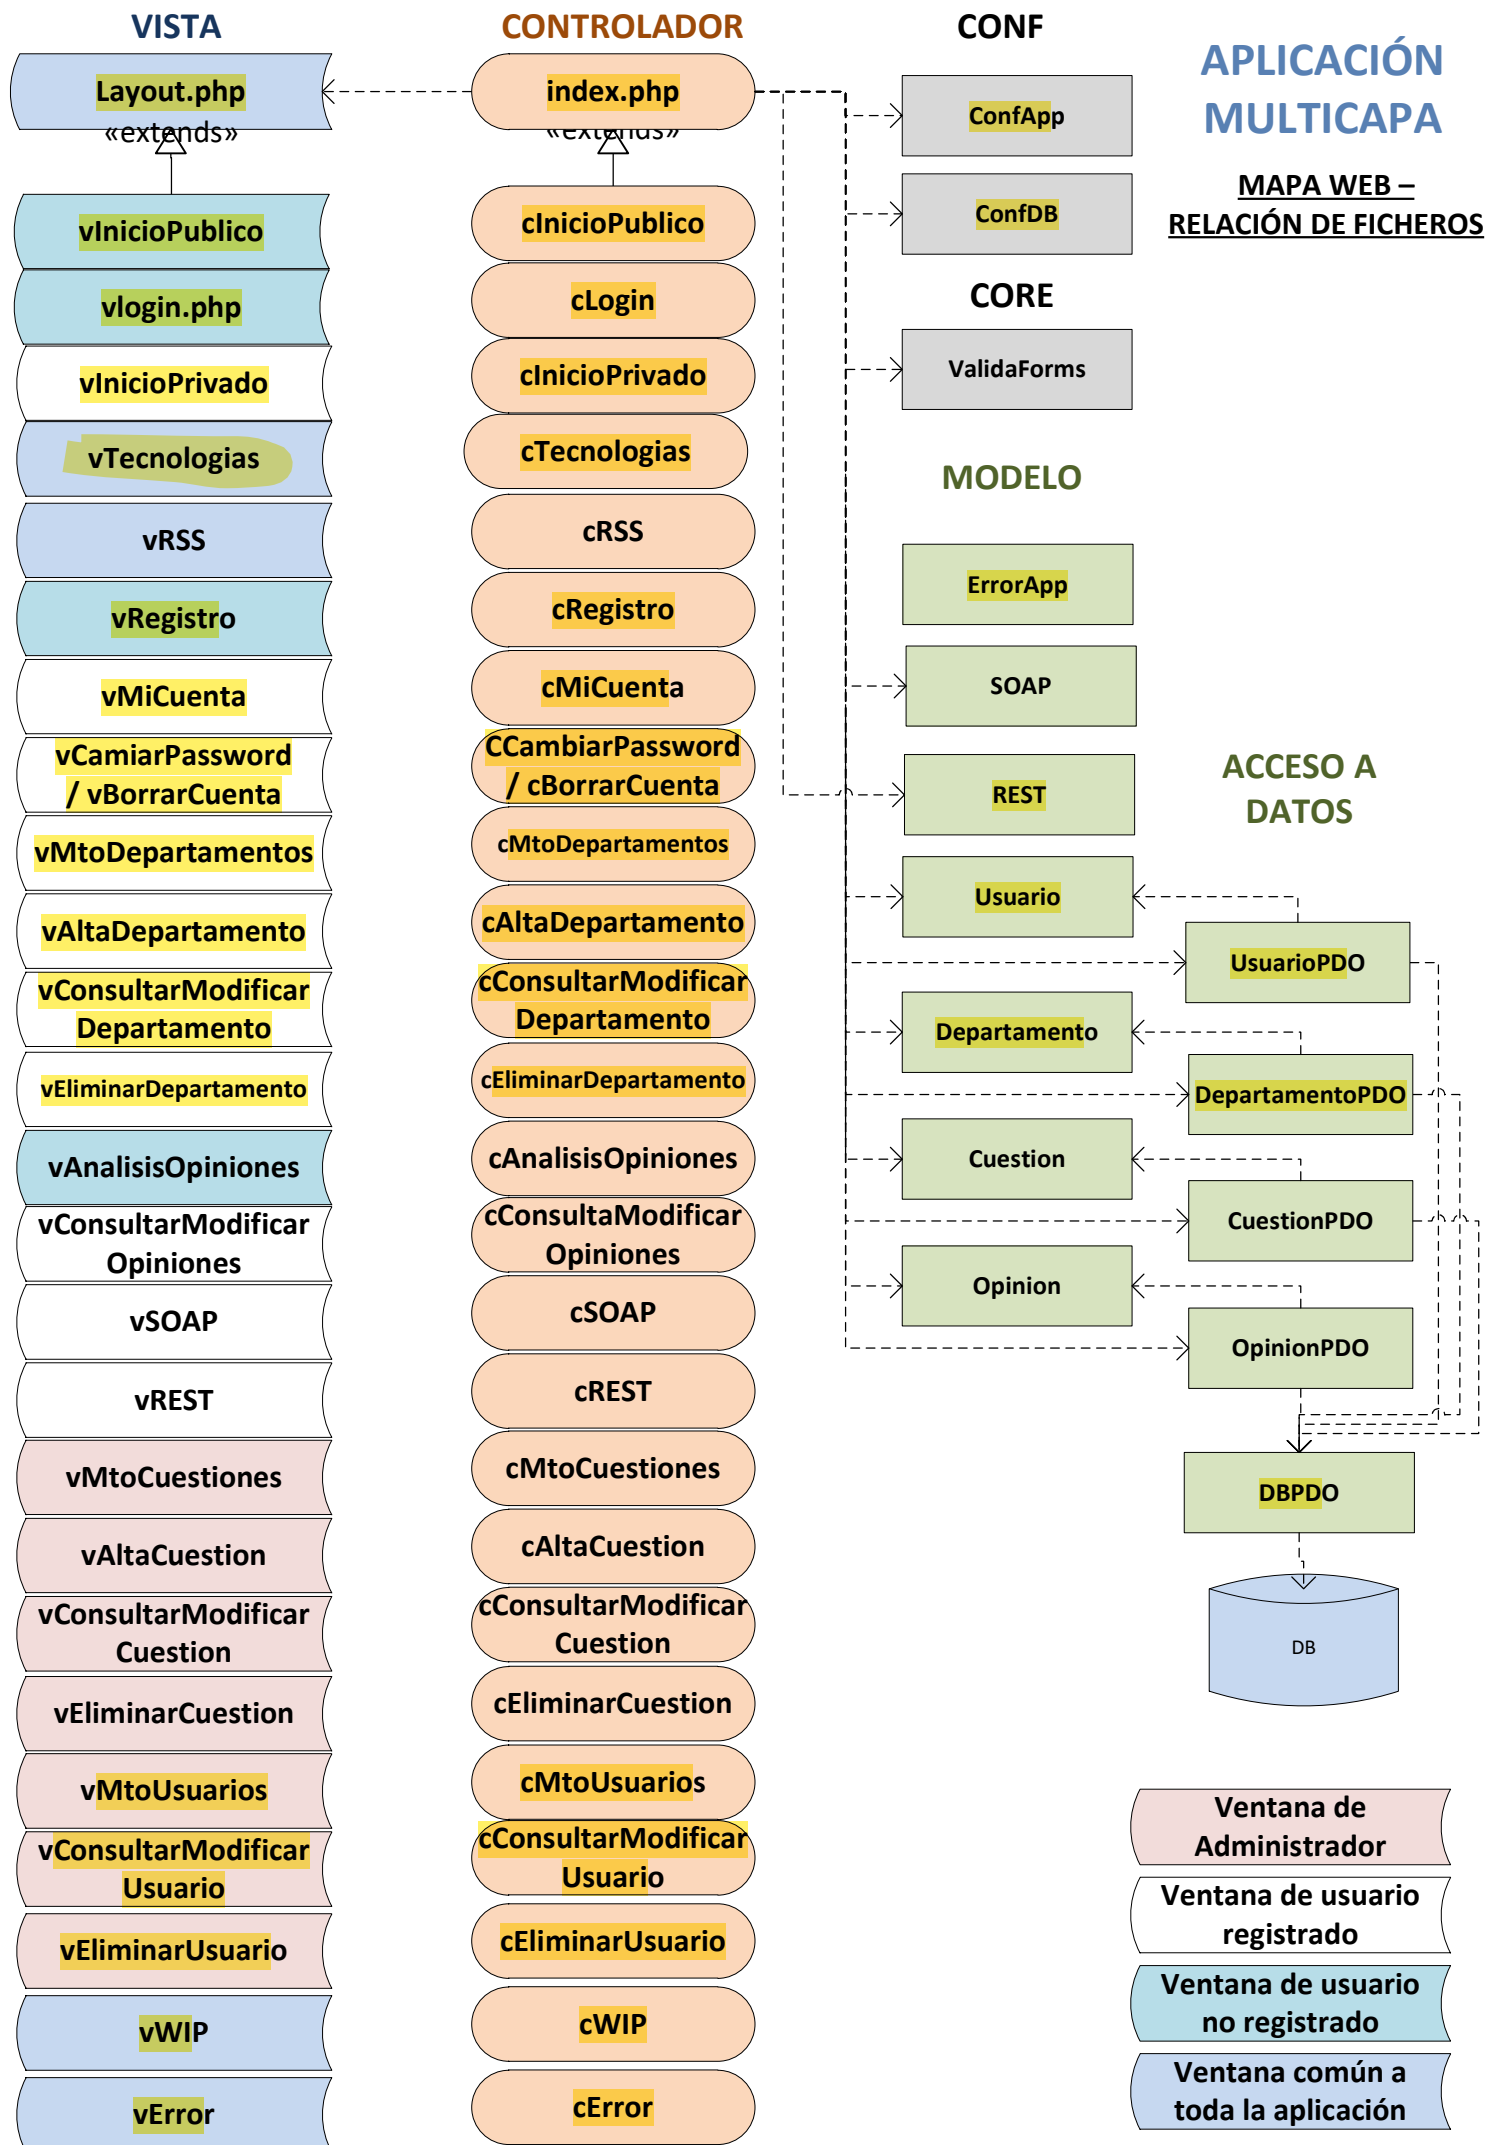 VISTA
Layout.php
«extends»
vInicioPublico
vlogin.php
vInicioPrivado
vTecnologias
vRSS
vRegistro
vMiCuenta
vCamiarPassword
/ vBorrarCuenta
vMtoDepartamentos
vAltaDepartamento
vConsultarModificar
Departamento
vEliminarDepartamento
vAnalisisOpiniones
vConsultarModificar
Opiniones
vSOAP
vREST
vMtoCuestiones
vAltaCuestion
vConsultarModificar
Cuestion
vEliminarCuestion
vMtoUsuarios
vConsultarModificar
Usuario
vEliminarUsuario
vWIP
vError
CONTROLADOR
index.php
«extends»
cInicioPublico
cLogin
cInicioPrivado
cTecnologias
cRSS
cRegistro
cMiCuenta
CCambiarPassword
/ cBorrarCuenta
cMtoDepartamentos
cAltaDepartamento
cConsultarModificar
Departamento
cEliminarDepartamento
cAnalisisOpiniones
cConsultaModificar
Opiniones
cSOAP
cREST
cMtoCuestiones
cAltaCuestion
cConsultarModificar
Cuestion
cEliminarCuestion
cMtoUsuarios
cConsultarModificar
Usuario
cEliminarUsuario
cWIP
cError
CONF
ConfApp
ConfDB
CORE
ValidaForms
MODELO
ErrorApp
SOAP
REST
Usuario
Departamento
Cuestion
Opinion
APLICACIÓN
MULTICAPA
MAPA WEB –
RELACIÓN DE FICHEROS
ACCESO A
DATOS
UsuarioPDO
DepartamentoPDO
CuestionPDO
OpinionPDO
DBPDO
DB
Ventana de
Administrador
Ventana de usuario
registrado
Ventana de usuario
no registrado
Ventana común a
toda la aplicación